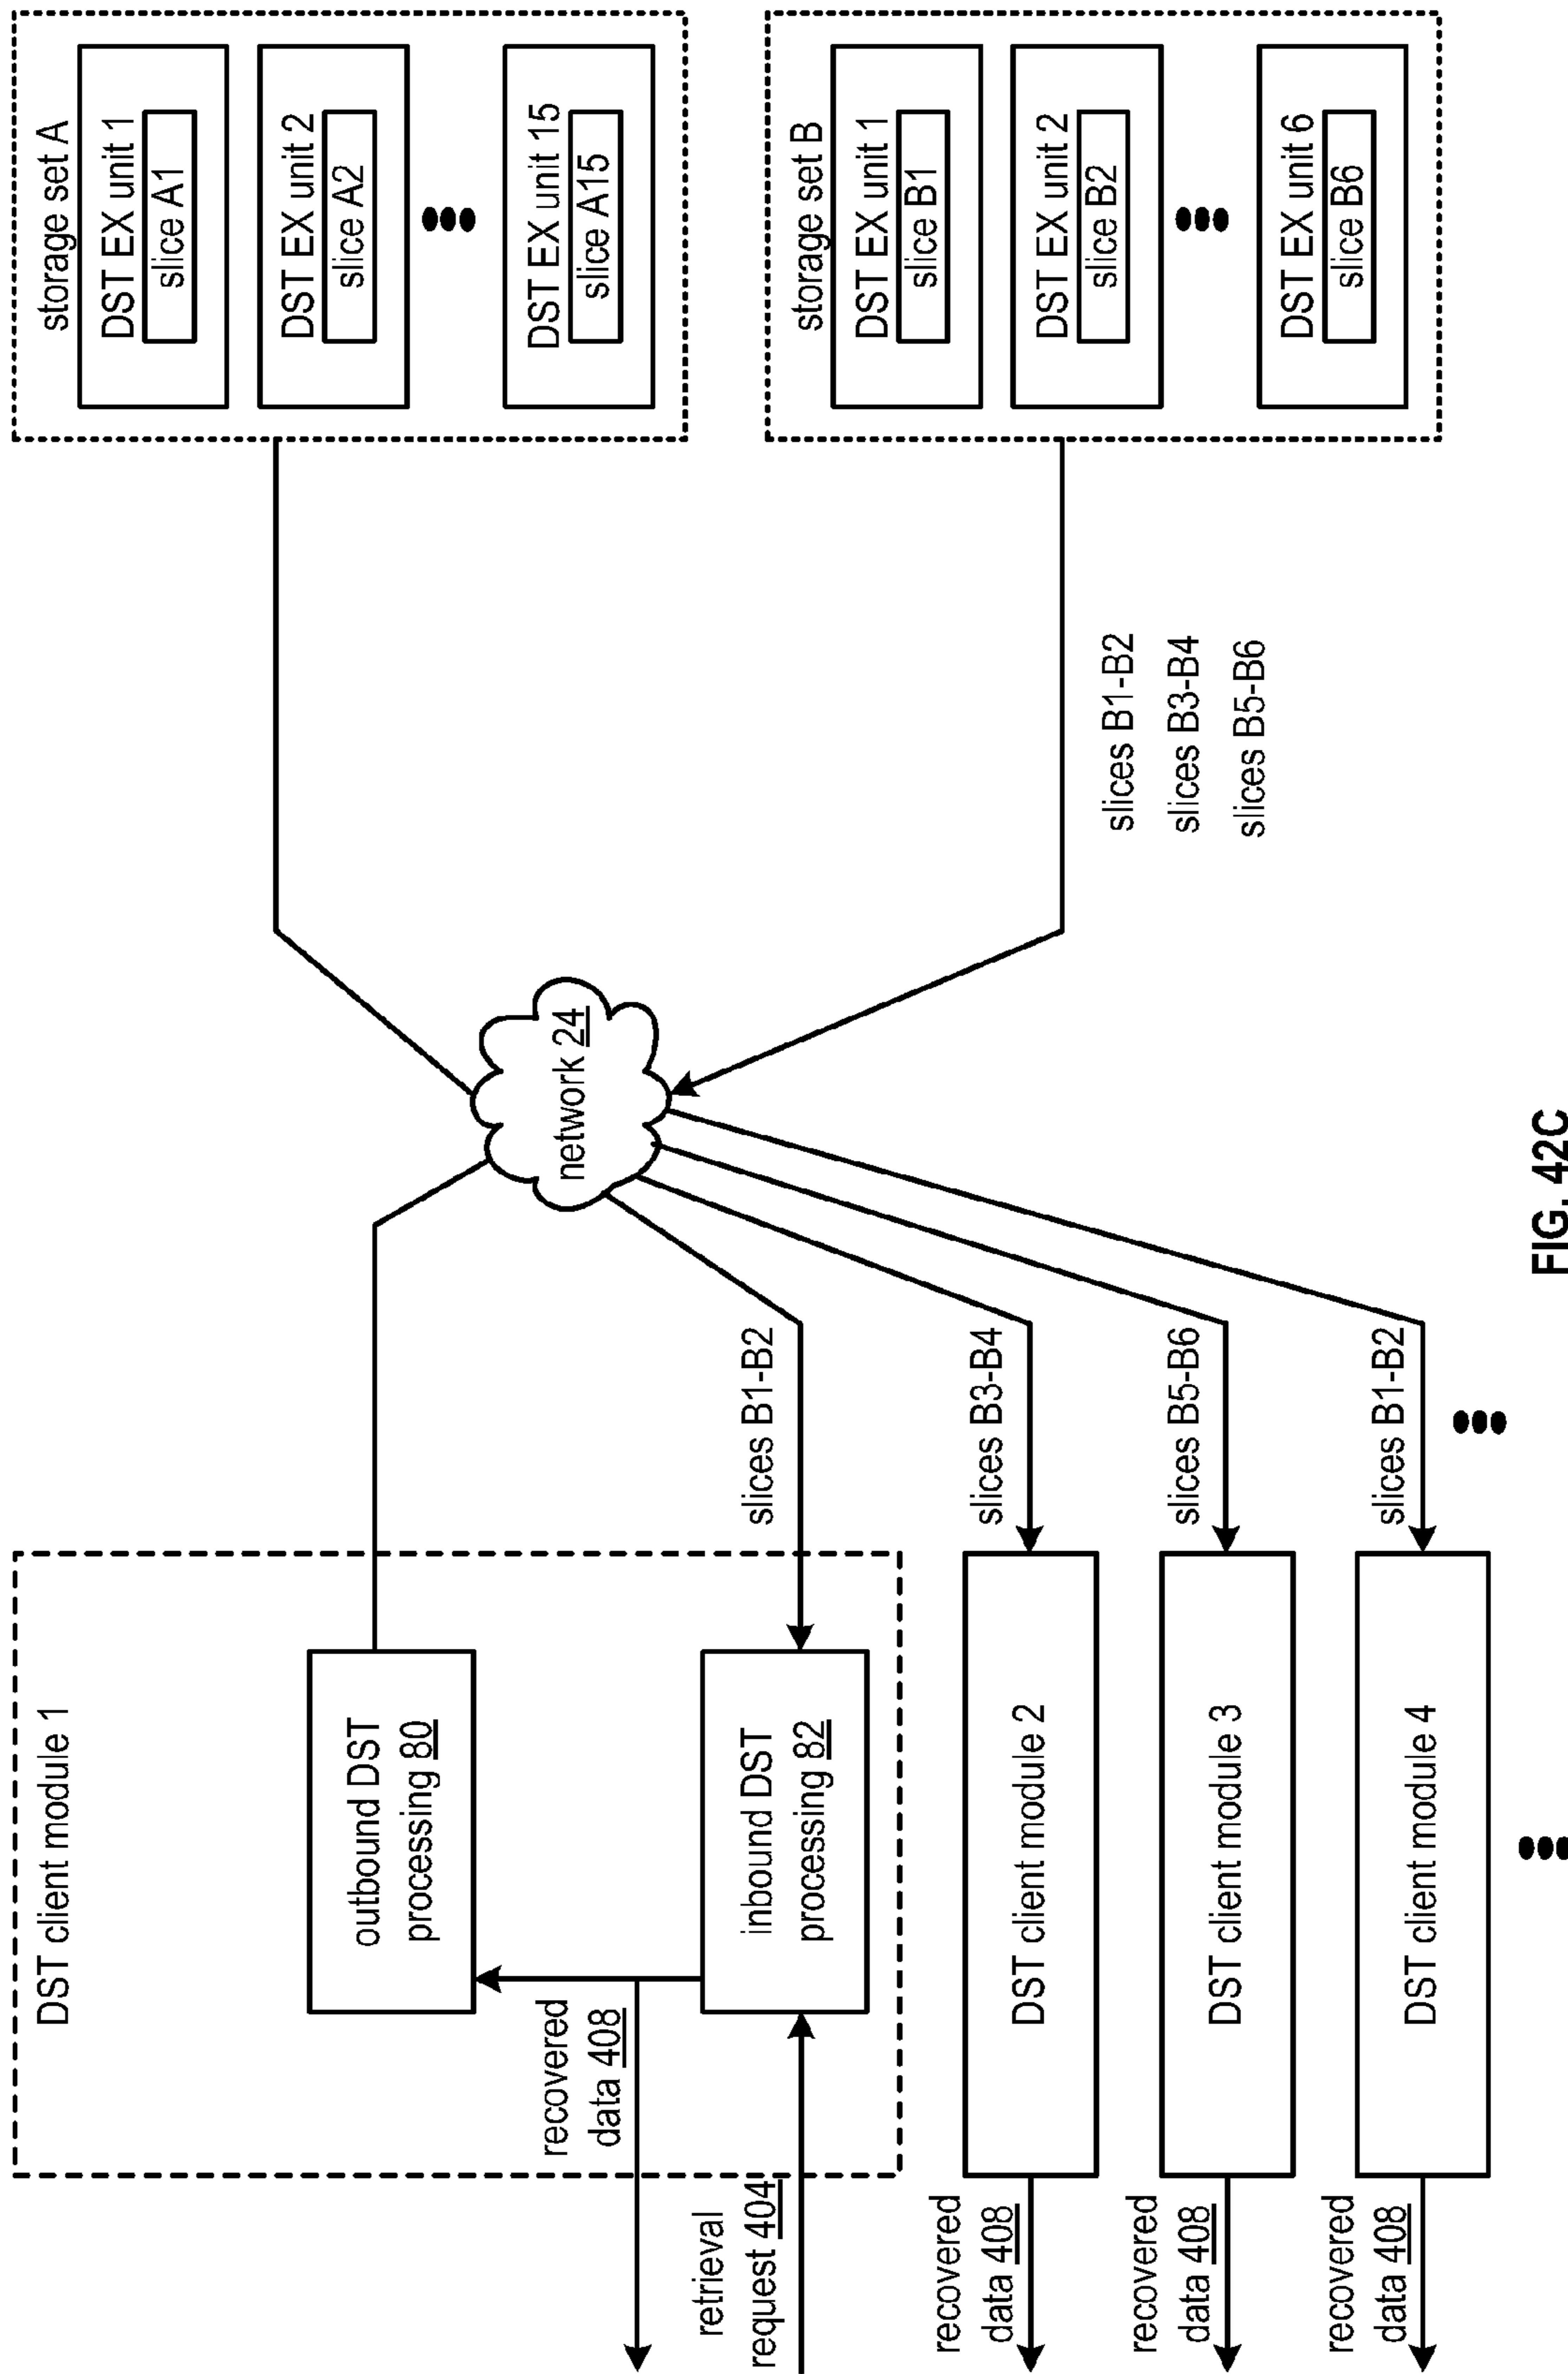 DST client module 1
outbound DST
processing 80
inbound DST
processing 82
recovered
data 408
retrieval
request 404
slices B1-B2
network 24
storage set A
DST EX unit 1
slice A1
DST EX unit 2
slice A2
DST EX unit 15
slice A15
storage set B
DST EX unit 1
slice B1
DST EX unit 2
slice B2
DST EX unit 6
slice B6
slices B1-B2
slices B3-B4
slices B5-B6
recovered
data 408
DST client module 2
slices B3-B4
recovered
data 408
DST client module 3
slices B5-B6
recovered
data 408
DST client module 4
slices B1-B2
FIG. 42C